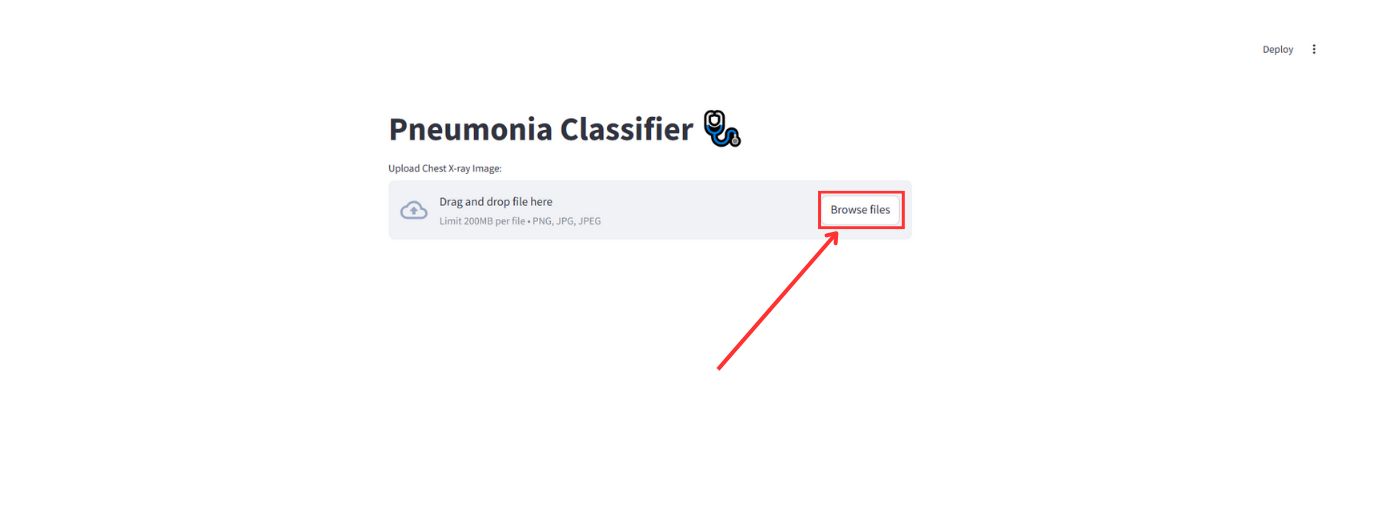 Deploy
Pneumonia Classifier
Upload Chest X-ray Image:
Drag and drop file here
Limit 200MB per file • PNG, JPG, JPEG
Browse files